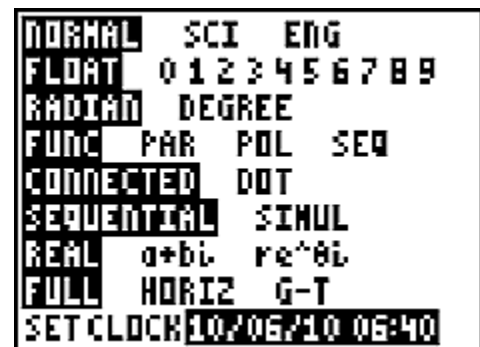 NORMAL SCI ENG
FLOAT 0 1 2 3 4 5 6 7 8 9
RADIAN DEGREE
FUNC PAR POL SEQ
CONNECTED DOT
SEQUENTIAL SIMUL
REAL a+bi re^θi
FULL HORIZ G-T
SET CLOCK 10/06/10 06:40